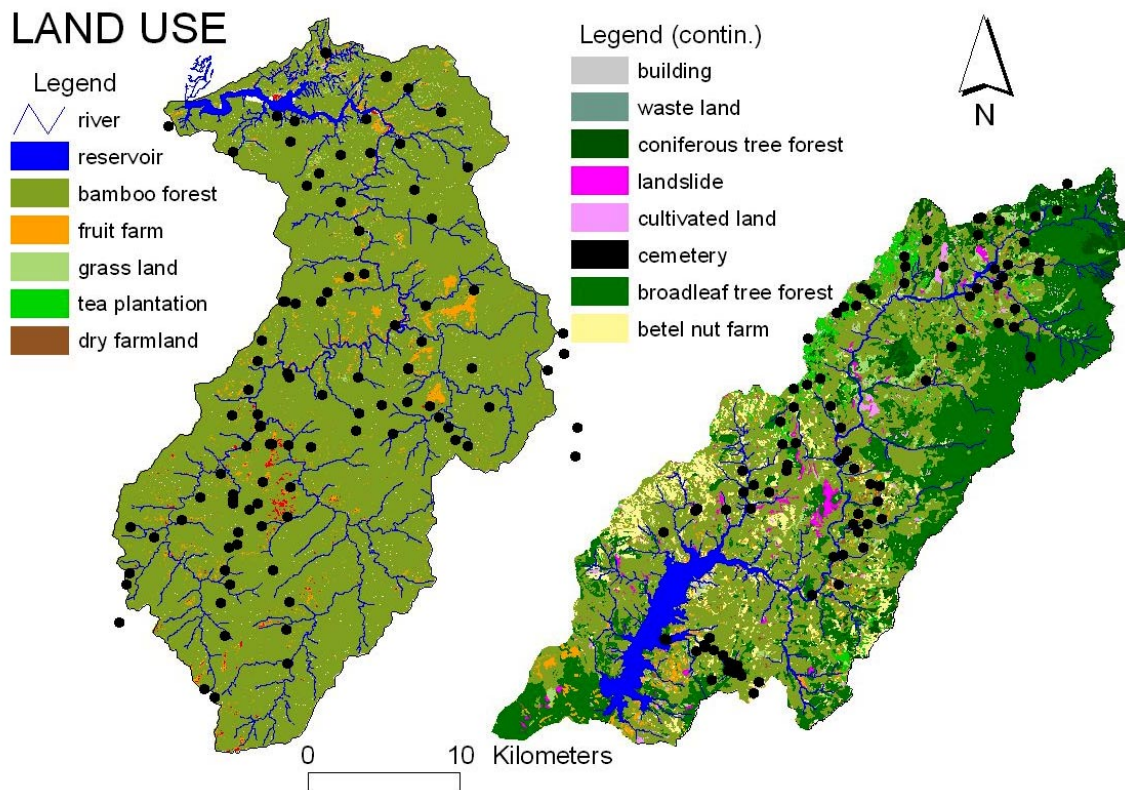 LAND USE
Legend
river
reservoir
bamboo forest
fruit farm
grass land
tea plantation
dry farmland
Legend (contin.)
building
waste land
coniferous tree forest
landslide
cultivated land
cemetery
broadleaf tree forest
betel nut farm
N
0 10 Kilometers